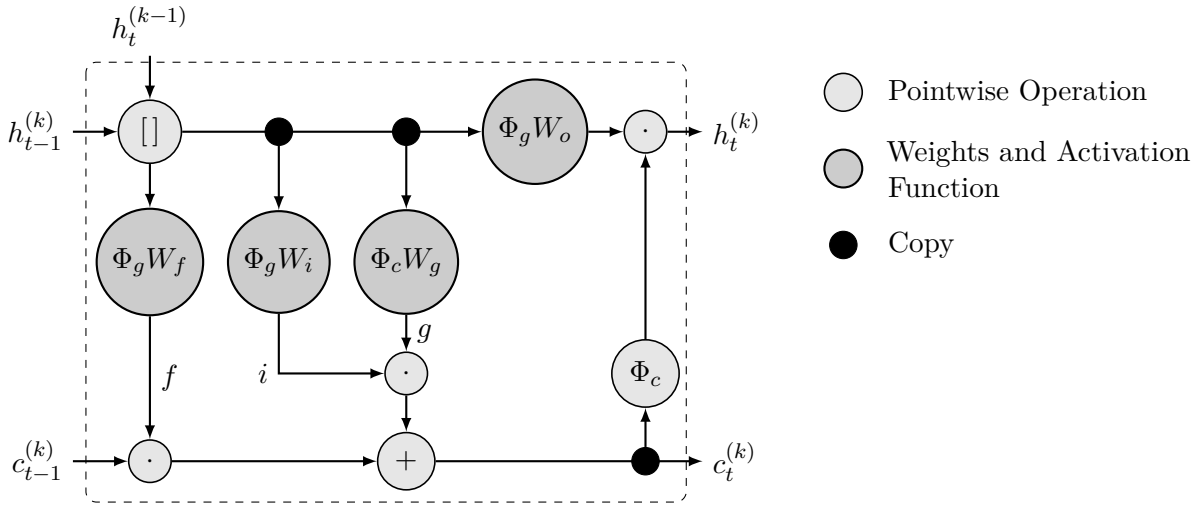 h_t^{(k-1)}
h_{t-1}^{(k)}
[]
Φ_g W_o
·
h_t^{(k)}
Φ_g W_f
Φ_g W_i
Φ_c W_g
g
f
i
·
Φ_c
c_{t-1}^{(k)}
·
+
c_t^{(k)}
Pointwise Operation
Weights and Activation
Function
Copy